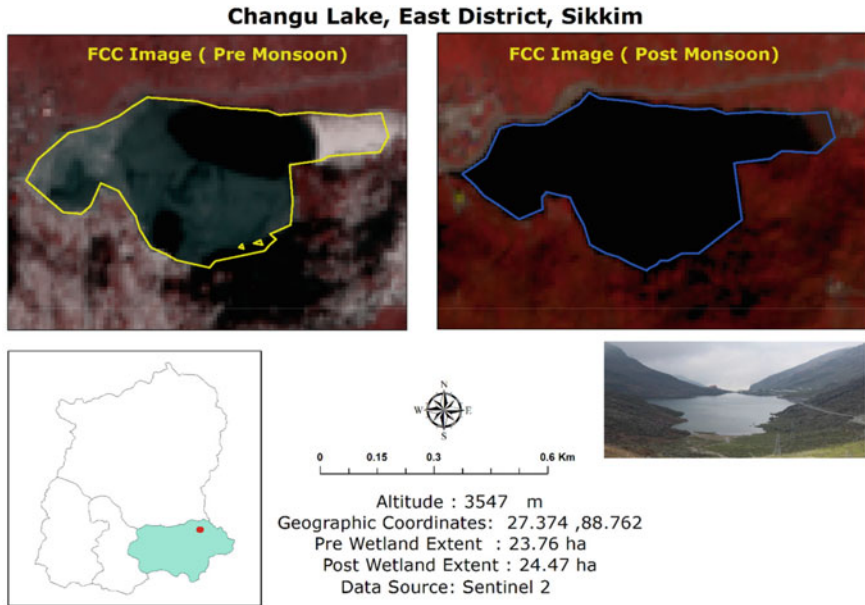 Changu Lake, East District, Sikkim
FCC Image ( Pre Monsoon)
FCC Image ( Post Monsoon)
N
W E
S
0 0.15 0.3 0.6 Km
Altitude : 3547 m
Geographic Coordinates: 27.374 ,88.762
Pre Wetland Extent : 23.76 ha
Post Wetland Extent : 24.47 ha
Data Source: Sentinel 2